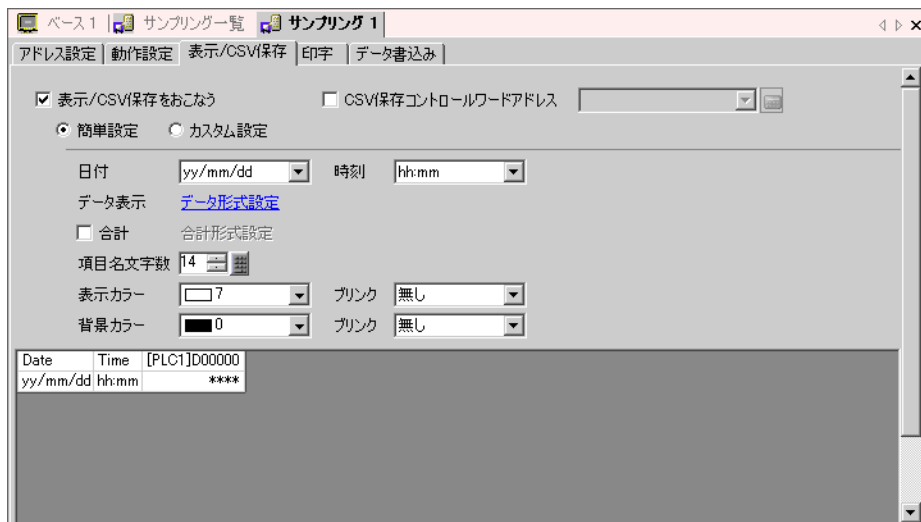 ベース1 サンプリング一覧 サンプリング1
アドレス設定 動作設定 表示/CSV保存 印字 データ書込み
表示/CSV保存をおこなう CSV保存コントロールワードアドレス
簡単設定 カスタム設定
日付 yy/mm/dd 時刻 hh:mm
データ表示 データ形式設定
合計 合計形式設定
項目名文字数 14
表示カラー 7 ブリンク 無し
背景カラー 0 ブリンク 無し
Date Time [PLC1]D00000
yy/mm/dd hh:mm ****